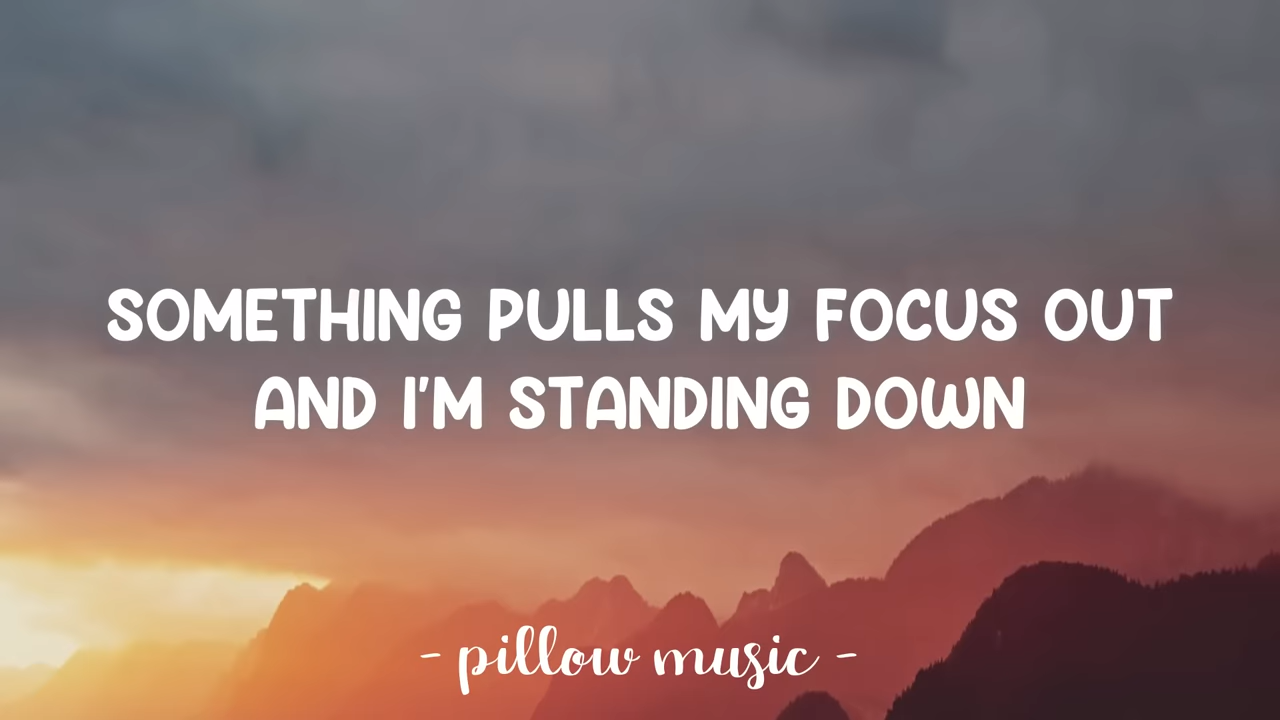 SOMETHING PULLS MY FOCUS OUT
AND I'M STANDING DOWN
- pillow music -